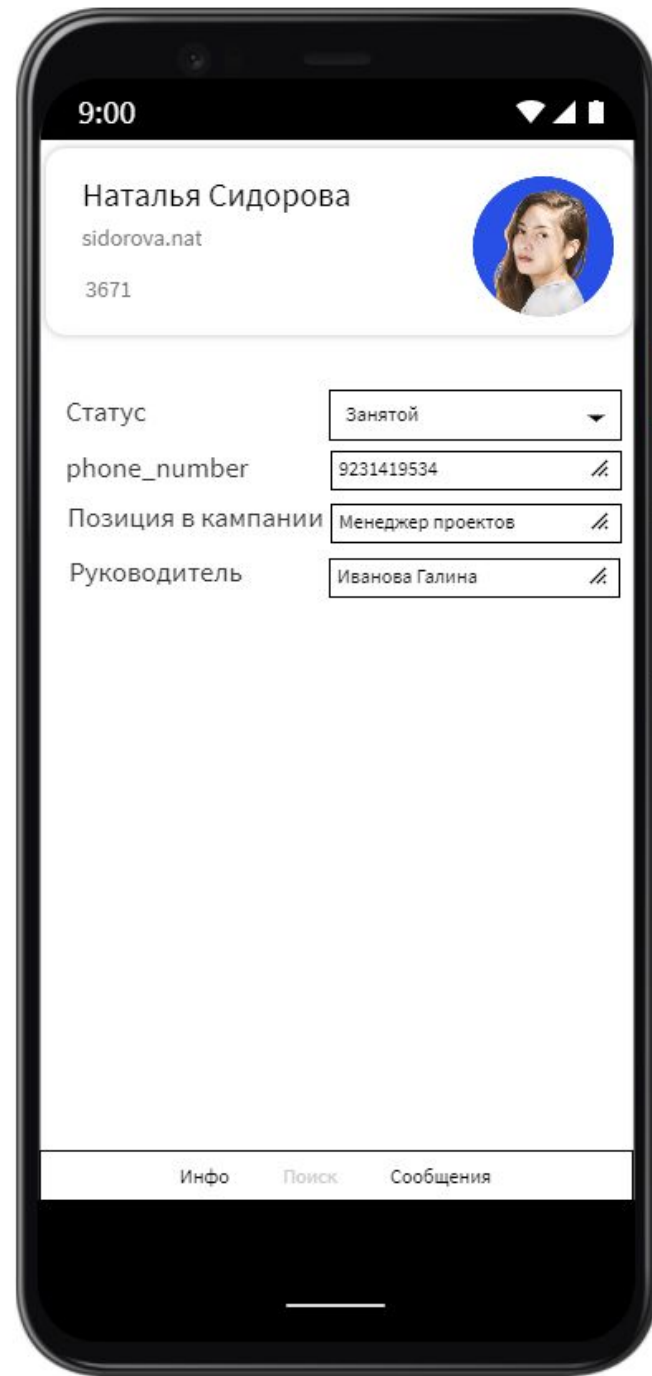 9:00
Наталья Сидорова
sidorova.nat
3671
Статус Занятой
phone_number 9231419534
Позиция в кампании Менеджер проектов
Руководитель Иванова Галина
Инфо Поиск Сообщения